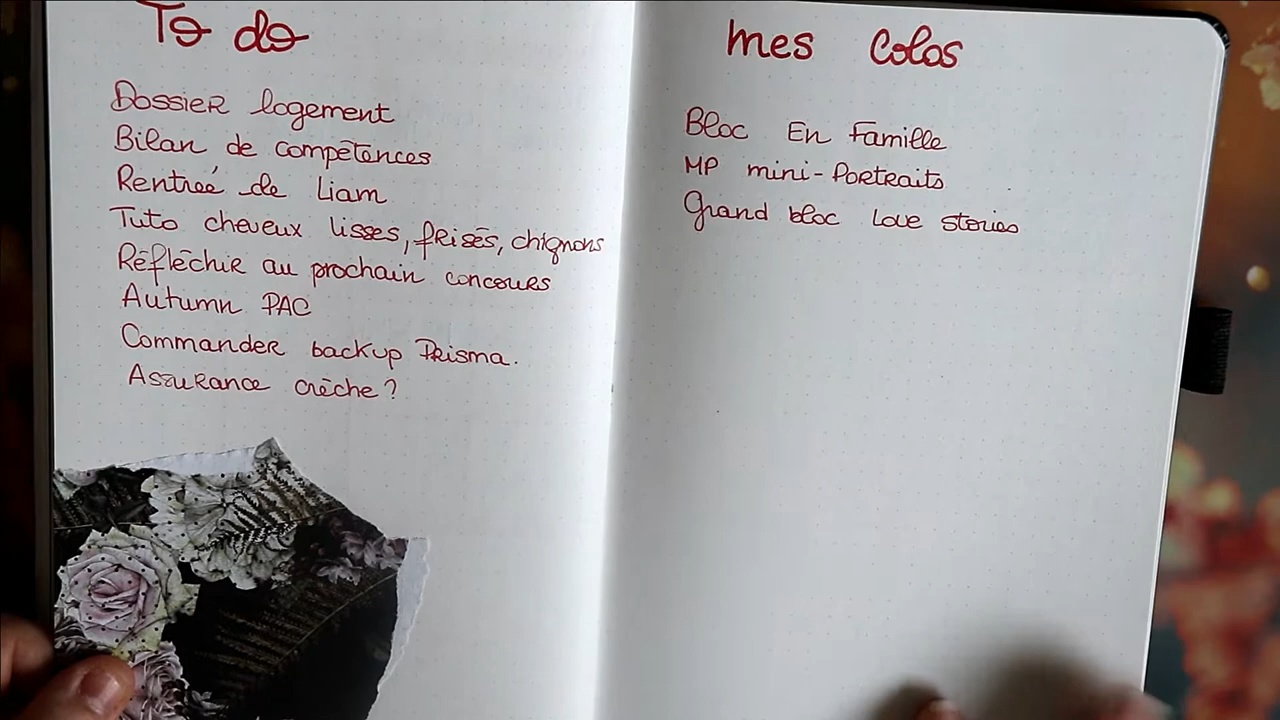 To do
Dossier logement
Bilan de compétences
Rentrée de Liam
Tuto cheveux lisses, frisés, chignons
Réfléchir au prochain concours
Autumn PAC
Commander backup Prisma.
Assurance crèche ?
mes Colos
Bloc En Famille
MP mini-Portraits
Grand bloc Love stories